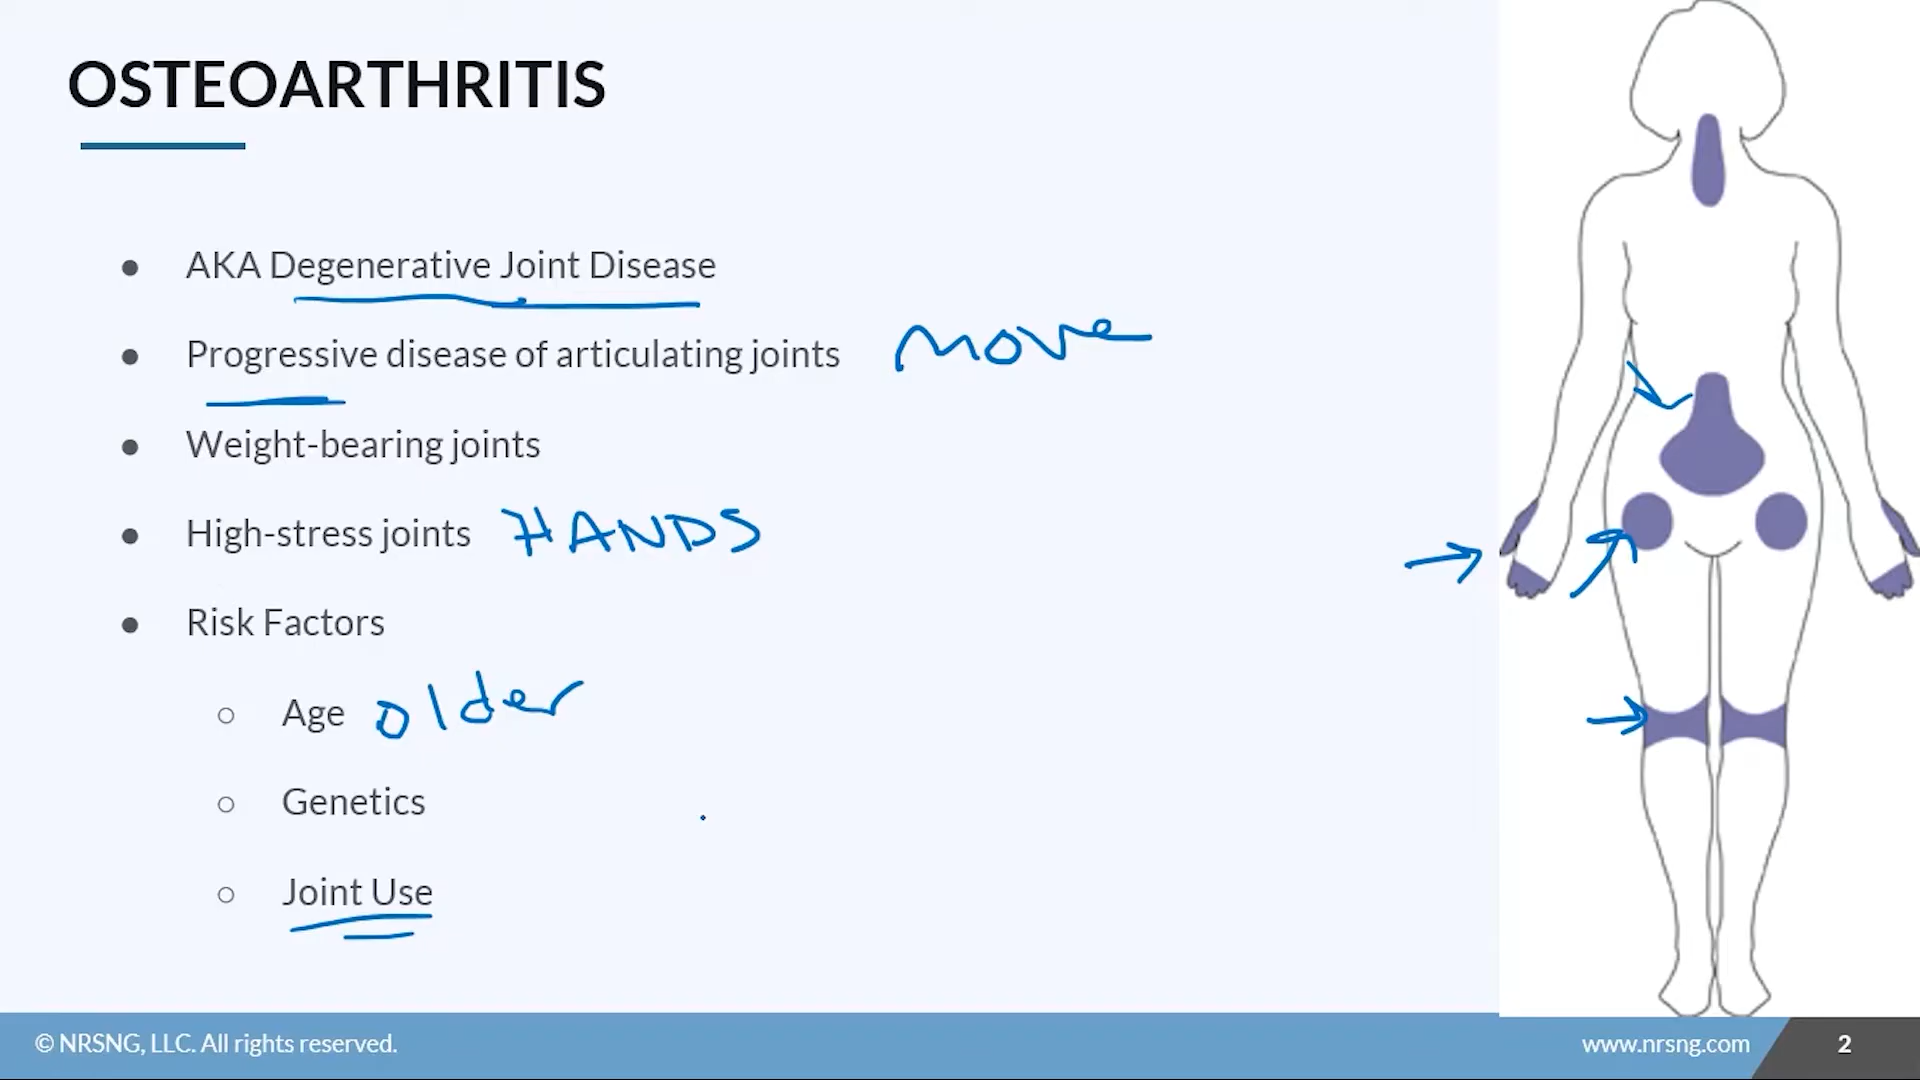 OSTEOARTHRITIS
● AKA Degenerative Joint Disease
● Progressive disease of articulating joints move
● Weight-bearing joints
● High-stress joints HANDS
● Risk Factors
○ Age older
○ Genetics
○ Joint Use
© NRSNG, LLC. All rights reserved.
www.nrsng.com 2